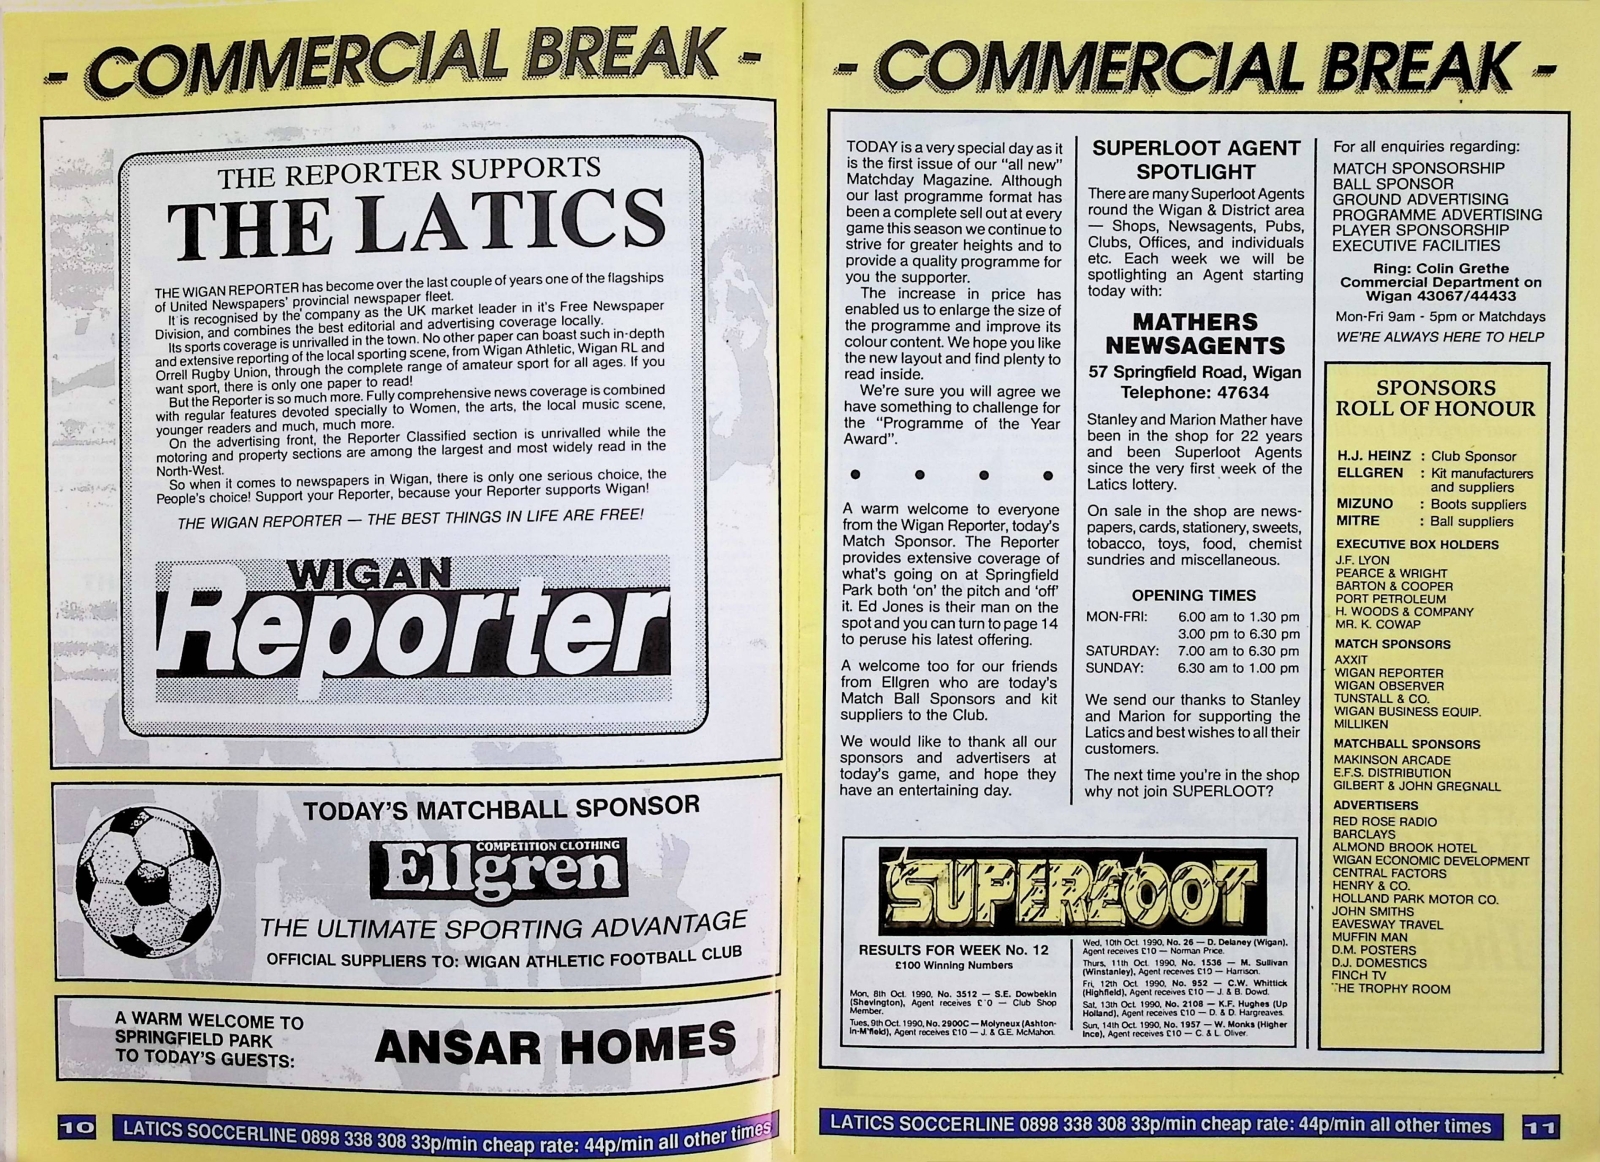 - COMMERCIAL BREAK -
THE REPORTER SUPPORTS
THE LATICS
THE WIGAN REPORTER has become over the last couple of years one of the flagships
of United Newspapers' provincial newspaper fleet.
It is recognised by the company as the UK market leader in it's Free Newspaper
Division, and combines the best editorial and advertising coverage locally.
Its sports coverage is unrivalled in the town. No other paper can boast such in-depth
and extensive reporting of the local sporting scene, from Wigan Athletic, Wigan RL and
Orrell Rugby Union, through the complete range of amateur sport for all ages. If you
want sport, there is only one paper to read!
But the Reporter is so much more. Fully comprehensive news coverage is combined
with regular features devoted specially to Women, the arts, the local music scene,
younger readers and much, much more.
On the advertising front, the Reporter Classified section is unrivalled while the
motoring and property sections are among the largest and most widely read in the
North-West.
So when it comes to newspapers in Wigan, there is only one serious choice, the
People's choice! Support your Reporter, because your Reporter supports Wigan!
THE WIGAN REPORTER — THE BEST THINGS IN LIFE ARE FREE!
WIGAN
Reporter
TODAY'S MATCHBALL SPONSOR
COMPETITION CLOTHING
Ellgren
THE ULTIMATE SPORTING ADVANTAGE
OFFICIAL SUPPLIERS TO: WIGAN ATHLETIC FOOTBALL CLUB
A WARM WELCOME TO
SPRINGFIELD PARK
TO TODAY'S GUESTS:
ANSAR HOMES
10
LATICS SOCCERLINE 0898 338 308 33p/min cheap rate: 44p/min all other times
- COMMERCIAL BREAK -
TODAY is a very special day as it
is the first issue of our "all new"
Matchday Magazine. Although
our last programme format has
been a complete sell out at every
game this season we continue to
strive for greater heights and to
provide a quality programme for
you the supporter.
The increase in price has
enabled us to enlarge the size of
the programme and improve its
colour content. We hope you like
the new layout and find plenty to
read inside.
We're sure you will agree we
have something to challenge for
the "Programme of the Year
Award".
• • • •
A warm welcome to everyone
from the Wigan Reporter, today's
Match Sponsor. The Reporter
provides extensive coverage of
what's going on at Springfield
Park both 'on' the pitch and 'off'
it. Ed Jones is their man on the
spot and you can turn to page 14
to peruse his latest offering.
A welcome too for our friends
from Ellgren who are today's
Match Ball Sponsors and kit
suppliers to the Club.
We would like to thank all our
sponsors and advertisers at
today's game, and hope they
have an entertaining day.
SUPERLOOT AGENT
SPOTLIGHT
There are many Superloot Agents
round the Wigan & District area
— Shops, Newsagents, Pubs,
Clubs, Offices, and individuals
etc. Each week we will be
spotlighting an Agent starting
today with:
MATHERS
NEWSAGENTS
57 Springfield Road, Wigan
Telephone: 47634
Stanley and Marion Mather have
been in the shop for 22 years
and been Superloot Agents
since the very first week of the
Latics lottery.
On sale in the shop are news-
papers, cards, stationery, sweets,
tobacco, toys, food, chemist
sundries and miscellaneous.
OPENING TIMES
MON-FRI: 6.00 am to 1.30 pm
3.00 pm to 6.30 pm
SATURDAY: 7.00 am to 6.30 pm
SUNDAY: 6.30 am to 1.00 pm
We send our thanks to Stanley
and Marion for supporting the
Latics and best wishes to all their
customers.
The next time you're in the shop
why not join SUPERLOOT?
SUPERLOOT
RESULTS FOR WEEK No. 12
£100 Winning Numbers
Mon, 8th Oct. 1990, No. 3512 — S.E. Dowbekin
(Shevington), Agent receives £10 — Club Shop
Member.
Tues, 9th Oct. 1990, No. 2900C — Molyneux (Ashton-
In-M'field), Agent receives £10 — J. & G.E. McMahon.
Wed, 10th Oct. 1990, No. 26 — D. Delaney (Wigan),
Agent receives £10 — Norman Price.
Thurs, 11th Oct. 1990, No. 1536 — M. Sullivan
(Winstanley), Agent receives £10 — Harrison.
Fri, 12th Oct. 1990, No. 952 — C.W. Whittick
(Highfield), Agent receives £10 — J. & B. Dowd.
Sat, 13th Oct. 1990, No. 2108 — K.F. Hughes (Up
Holland), Agent receives £10 — D. & D. Hargreaves.
Sun, 14th Oct. 1990, No. 1957 — W. Monks (Higher
Ince), Agent receives £10 — C. & L. Oliver.
For all enquiries regarding:
MATCH SPONSORSHIP
BALL SPONSOR
GROUND ADVERTISING
PROGRAMME ADVERTISING
PLAYER SPONSORSHIP
EXECUTIVE FACILITIES
Ring: Colin Grethe
Commercial Department on
Wigan 43067/44433
Mon-Fri 9am - 5pm or Matchdays
WE'RE ALWAYS HERE TO HELP
SPONSORS
ROLL OF HONOUR
H.J. HEINZ : Club Sponsor
ELLGREN : Kit manufacturers
and suppliers
MIZUNO : Boots suppliers
MITRE : Ball suppliers
EXECUTIVE BOX HOLDERS
J.F. LYON
PEARCE & WRIGHT
BARTON & COOPER
PORT PETROLEUM
H. WOODS & COMPANY
MR. K. COWAP
MATCH SPONSORS
AXXIT
WIGAN REPORTER
WIGAN OBSERVER
TUNSTALL & CO.
WIGAN BUSINESS EQUIP.
MILLIKEN
MATCHBALL SPONSORS
MAKINSON ARCADE
E.F.S. DISTRIBUTION
GILBERT & JOHN GREGNALL
ADVERTISERS
RED ROSE RADIO
BARCLAYS
ALMOND BROOK HOTEL
WIGAN ECONOMIC DEVELOPMENT
CENTRAL FACTORS
HENRY & CO.
HOLLAND PARK MOTOR CO.
JOHN SMITHS
EAVESWAY TRAVEL
MUFFIN MAN
D.M. POSTERS
D.J. DOMESTICS
FINCH TV
THE TROPHY ROOM
LATICS SOCCERLINE 0898 338 308 33p/min cheap rate: 44p/min all other times
11